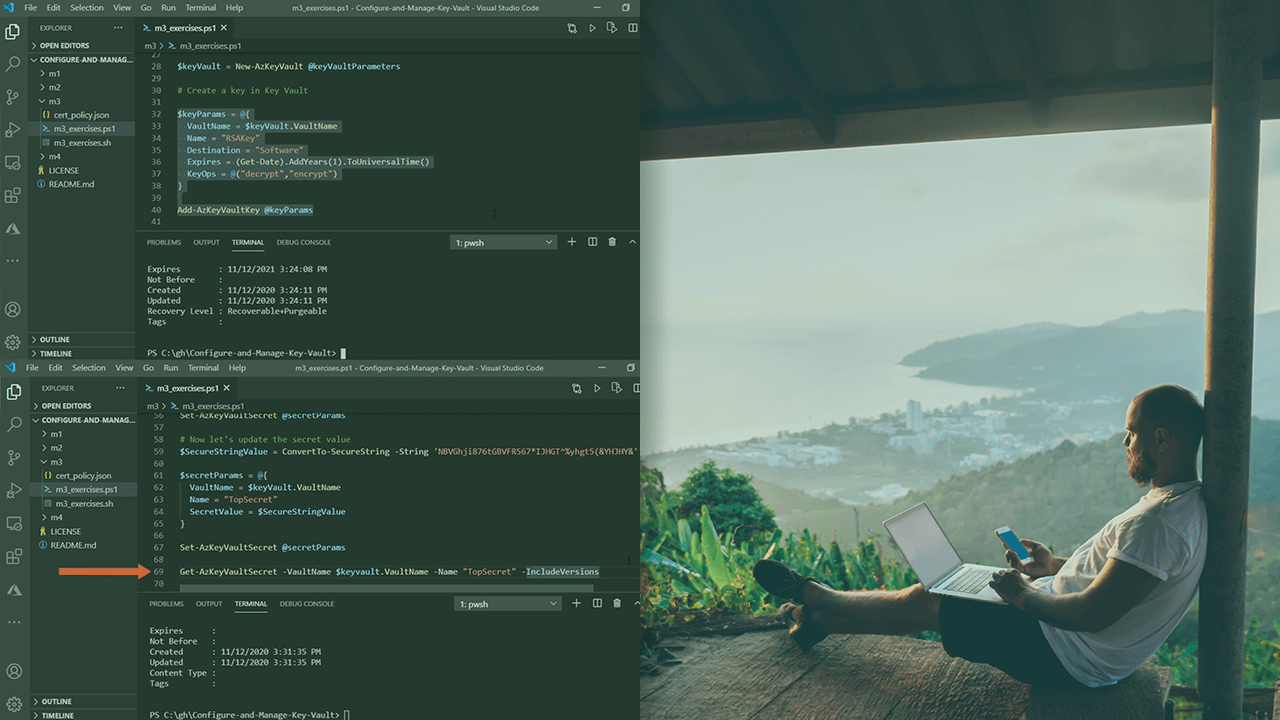 File Edit Selection View Go Run Terminal Help m3_exercises.ps1 - Configure-and-Manage-Key-Vault - Visual Studio Code
EXPLORER ··· m3_exercises.ps1
OPEN EDITORS m3 > m3_exercises.ps1
CONFIGURE-AND-MANAG...
m1
m2
m3
cert_policy.json
m3_exercises.ps1
m3_exercises.sh
m4
LICENSE
README.md
27
28 $keyVault = New-AzKeyVault @keyVaultParameters
29
30 # Create a key in Key Vault
31
32 $keyParams = @{
33 VaultName = $keyVault.VaultName
34 Name = "RSAKey"
35 Destination = "Software"
36 Expires = (Get-Date).AddYears(1).ToUniversalTime()
37 KeyOps = @("decrypt","encrypt")
38 }
39
40 Add-AzKeyVaultKey @keyParams
41
PROBLEMS OUTPUT TERMINAL DEBUG CONSOLE 1: pwsh
Expires : 11/12/2021 3:24:08 PM
Not Before :
Created : 11/12/2020 3:24:11 PM
Updated : 11/12/2020 3:24:11 PM
Recovery Level : Recoverable+Purgeable
Tags :
PS C:\gh\Configure-and-Manage-Key-Vault>
OUTLINE
TIMELINE
File Edit Selection View Go Run Terminal Help m3_exercises.ps1 - Configure-and-Manage-Key-Vault - Visual Studio Code
EXPLORER ··· m3_exercises.ps1
OPEN EDITORS m3 > m3_exercises.ps1
CONFIGURE-AND-MANAG...
m1
m2
m3
cert_policy.json
m3_exercises.ps1
m3_exercises.sh
m4
LICENSE
README.md
56 Set-AzKeyVaultSecret @secretParams
57
58 # Now let's update the secret value
59 $SecureStringValue = ConvertTo-SecureString -String 'NBVGhji876tGBVFR567*IJHGT^%yhgt5(&YHJHY&'
60
61 $secretParams = @{
62 VaultName = $keyVault.VaultName
63 Name = "TopSecret"
64 SecretValue = $SecureStringValue
65 }
66
67 Set-AzKeyVaultSecret @secretParams
68
69 Get-AzKeyVaultSecret -VaultName $keyvault.VaultName -Name "TopSecret" -IncludeVersions
70
PROBLEMS OUTPUT TERMINAL DEBUG CONSOLE 1: pwsh
Expires :
Not Before :
Created : 11/12/2020 3:31:35 PM
Updated : 11/12/2020 3:31:35 PM
Content Type :
Tags :
PS C:\gh\Configure-and-Manage-Key-Vault>
OUTLINE
TIMELINE